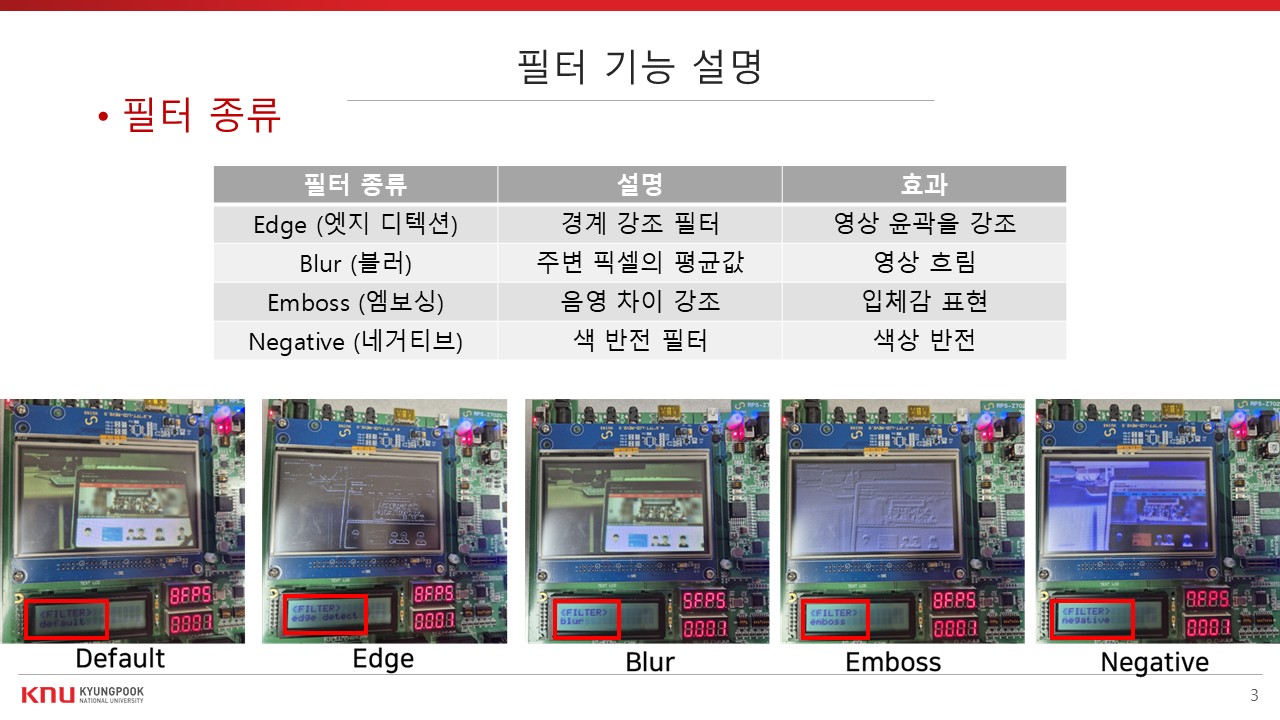 필터 기능 설명
• 필터 종류
필터 종류 설명 효과
Edge (엣지 디텍션) 경계 강조 필터 영상 윤곽을 강조
Blur (블러) 주변 픽셀의 평균값 영상 흐림
Emboss (엠보싱) 음영 차이 강조 입체감 표현
Negative (네거티브) 색 반전 필터 색상 반전
<FILTER> <FILTER> <FILTER> <FILTER> <FILTER>
default edge detect blur emboss negative
Default Edge Blur Emboss Negative
KNU KYUNGPOOK
NATIONAL UNIVERSITY
3